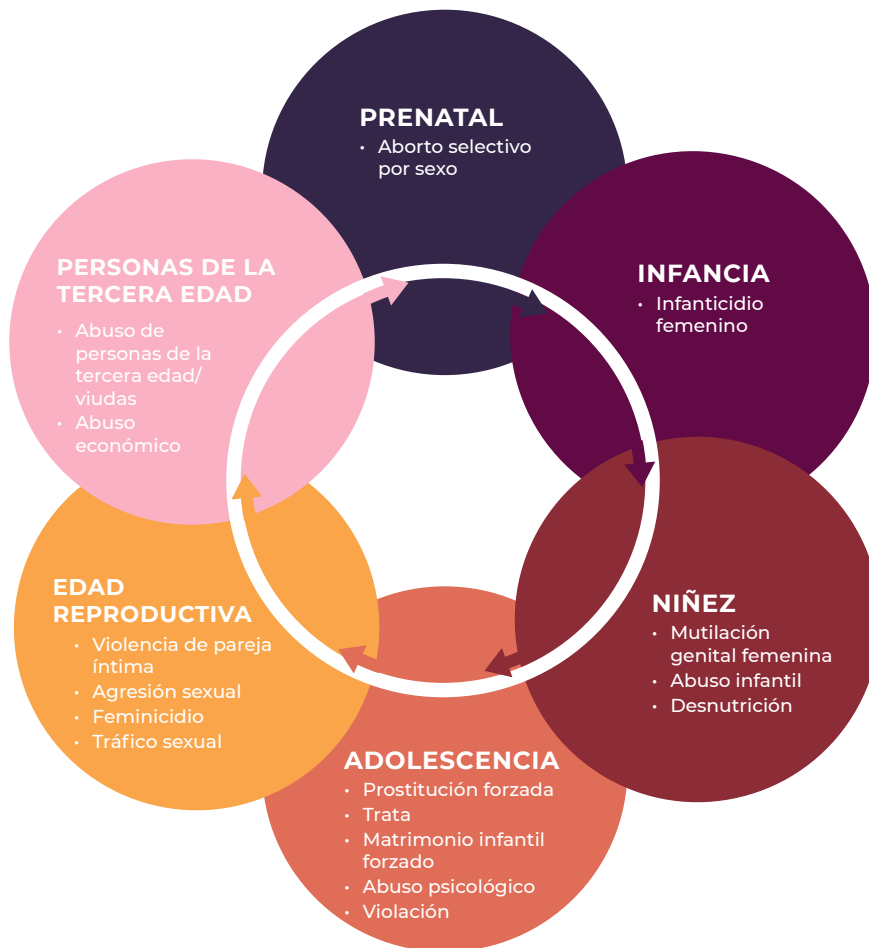 PRENATAL
• Aborto selectivo
por sexo
INFANCIA
• Infanticidio
femenino
NIÑEZ
• Mutilación
genital femenina
• Abuso infantil
• Desnutrición
ADOLESCENCIA
• Prostitución forzada
• Trata
• Matrimonio infantil
forzado
• Abuso psicológico
• Violación
EDAD
REPRODUCTIVA
• Violencia de pareja
íntima
• Agresión sexual
• Feminicidio
• Tráfico sexual
PERSONAS DE LA
TERCERA EDAD
• Abuso de
personas de la
tercera edad/
viudas
• Abuso
económico